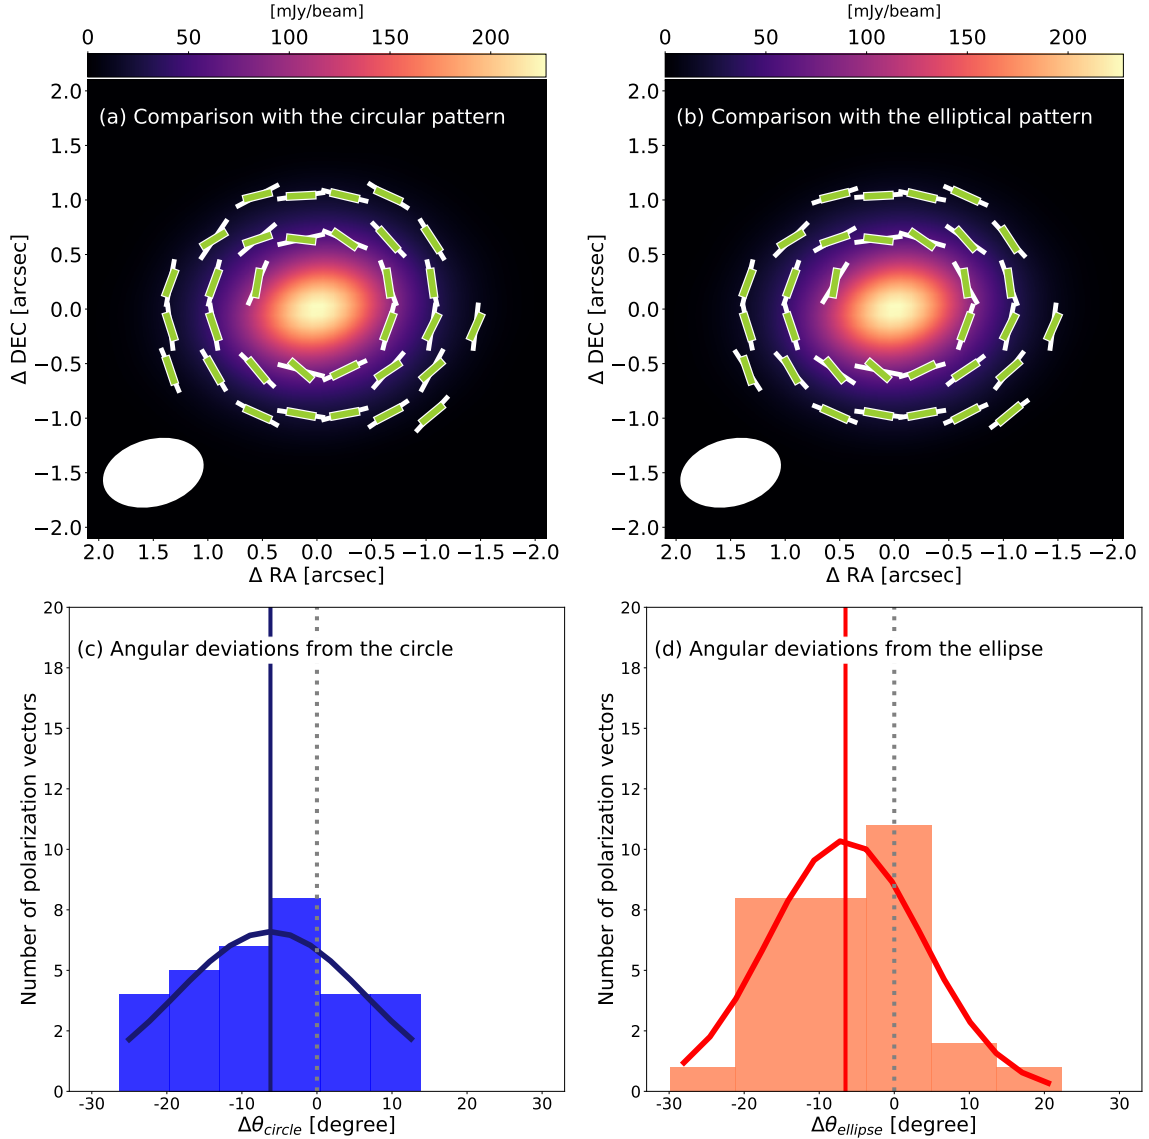 [mJy/beam]
0 50 100 150 200
(a) Comparison with the circular pattern
2.0
1.5
1.0
0.5
0.0
−0.5
−1.0
−1.5
−2.0
Δ DEC [arcsec]
2.0 1.5 1.0 0.5 0.0 −0.5 −1.0 −1.5 −2.0
Δ RA [arcsec]
[mJy/beam]
0 50 100 150 200
(b) Comparison with the elliptical pattern
2.0
1.5
1.0
0.5
0.0
−0.5
−1.0
−1.5
−2.0
Δ DEC [arcsec]
2.0 1.5 1.0 0.5 0.0 −0.5 −1.0 −1.5 −2.0
Δ RA [arcsec]
(c) Angular deviations from the circle
20
18
15
12
10
8
5
2
0
Number of polarization vectors
-30 -20 -10 0 10 20 30
Δθcircle [degree]
(d) Angular deviations from the ellipse
20
18
15
12
10
8
5
2
0
Number of polarization vectors
-30 -20 -10 0 10 20 30
Δθellipse [degree]